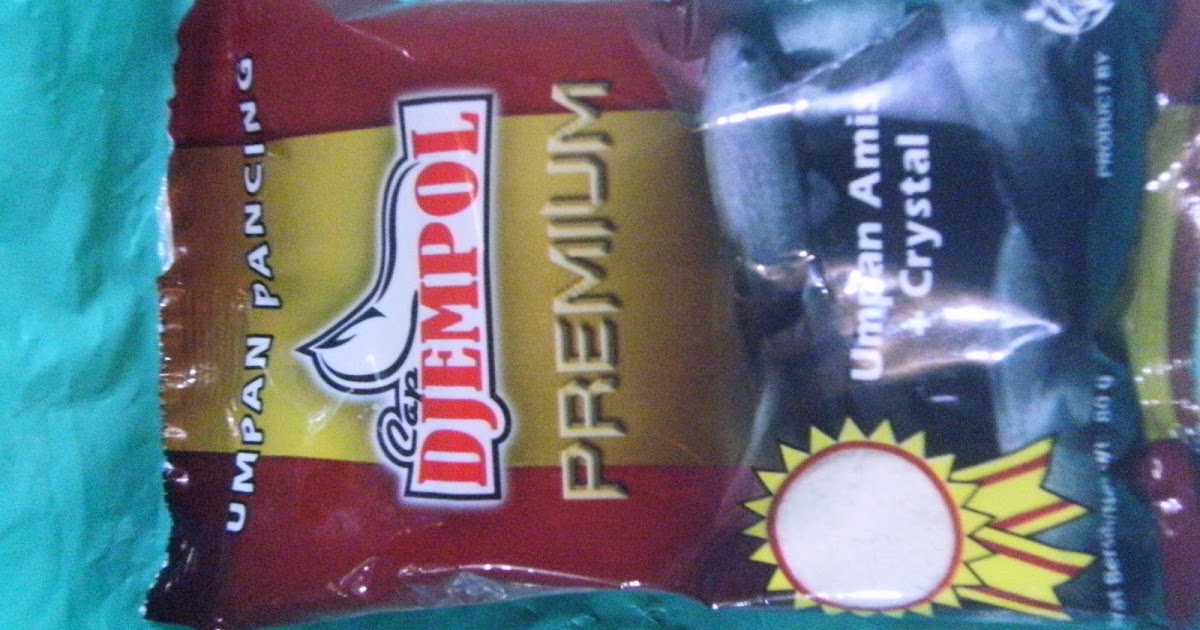 UMPAN PANCING
Cap
DJEMPOL
PREMIUM
Umpan Amis
+ Crystal
PRODUCT BY